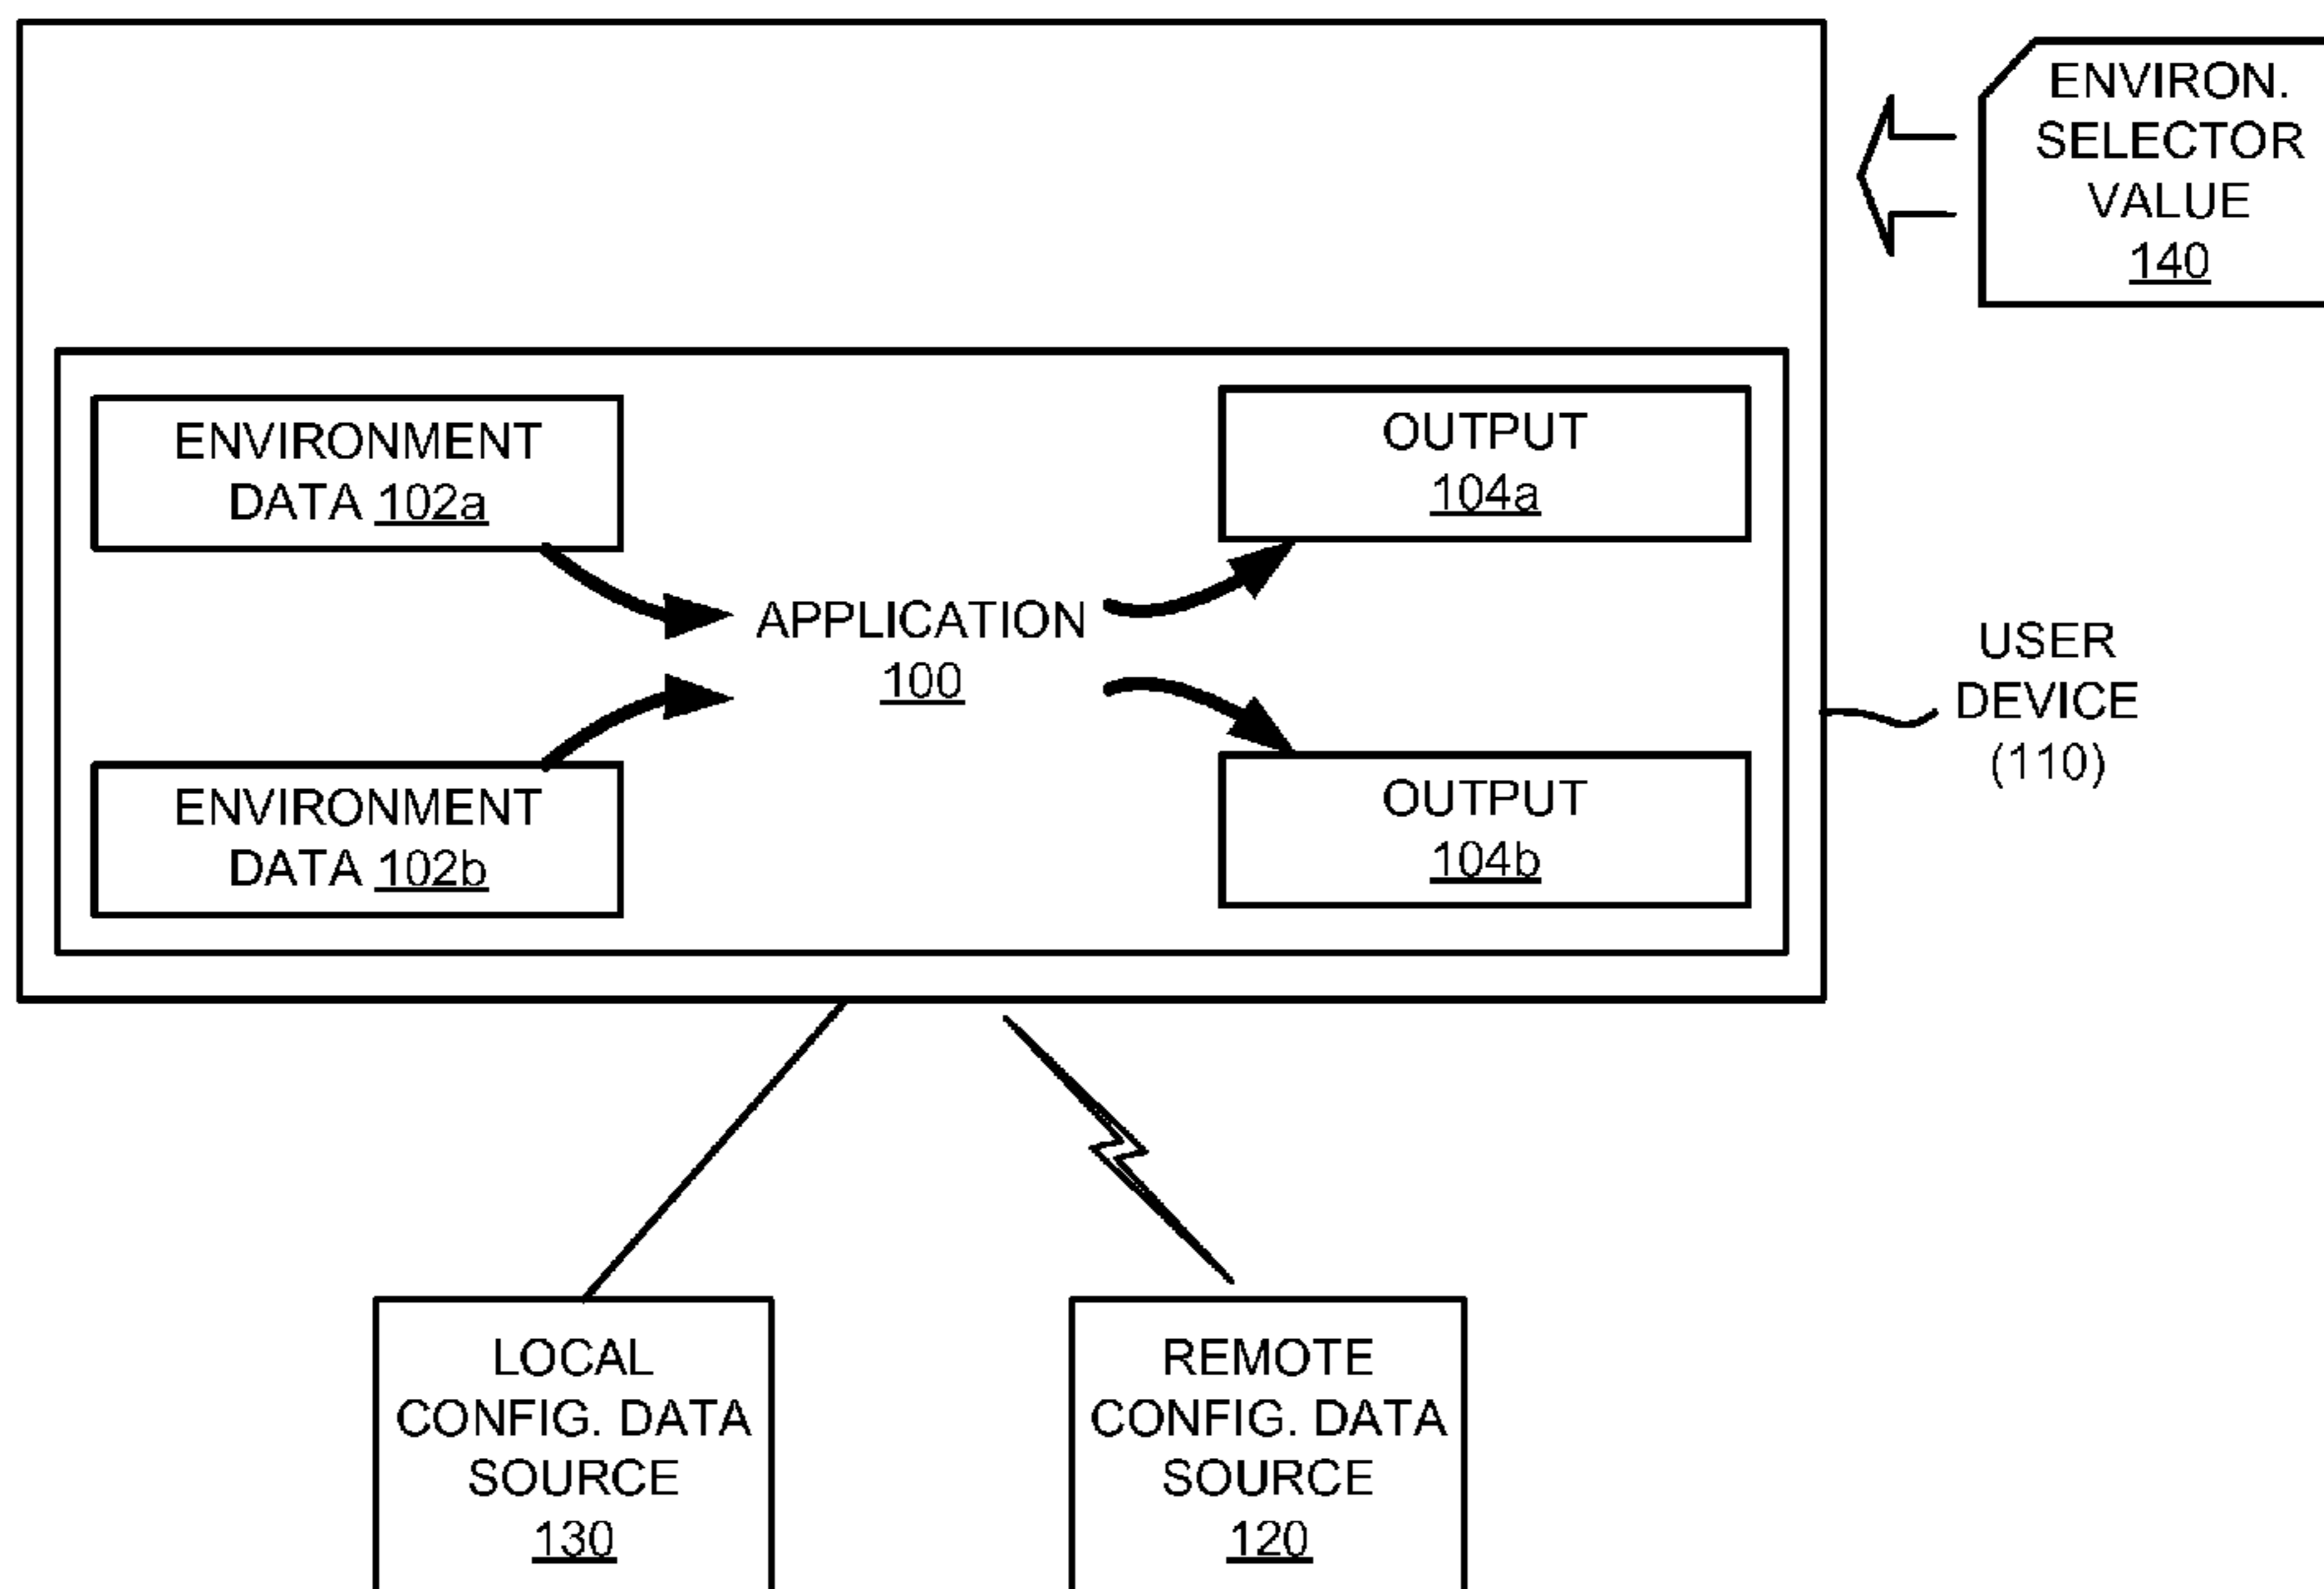 ENVIRON.
SELECTOR
VALUE
140
ENVIRONMENT
DATA 102a
OUTPUT
104a
APPLICATION
100
USER
DEVICE
(110)
ENVIRONMENT
DATA 102b
OUTPUT
104b
LOCAL
CONFIG. DATA
SOURCE
130
REMOTE
CONFIG. DATA
SOURCE
120